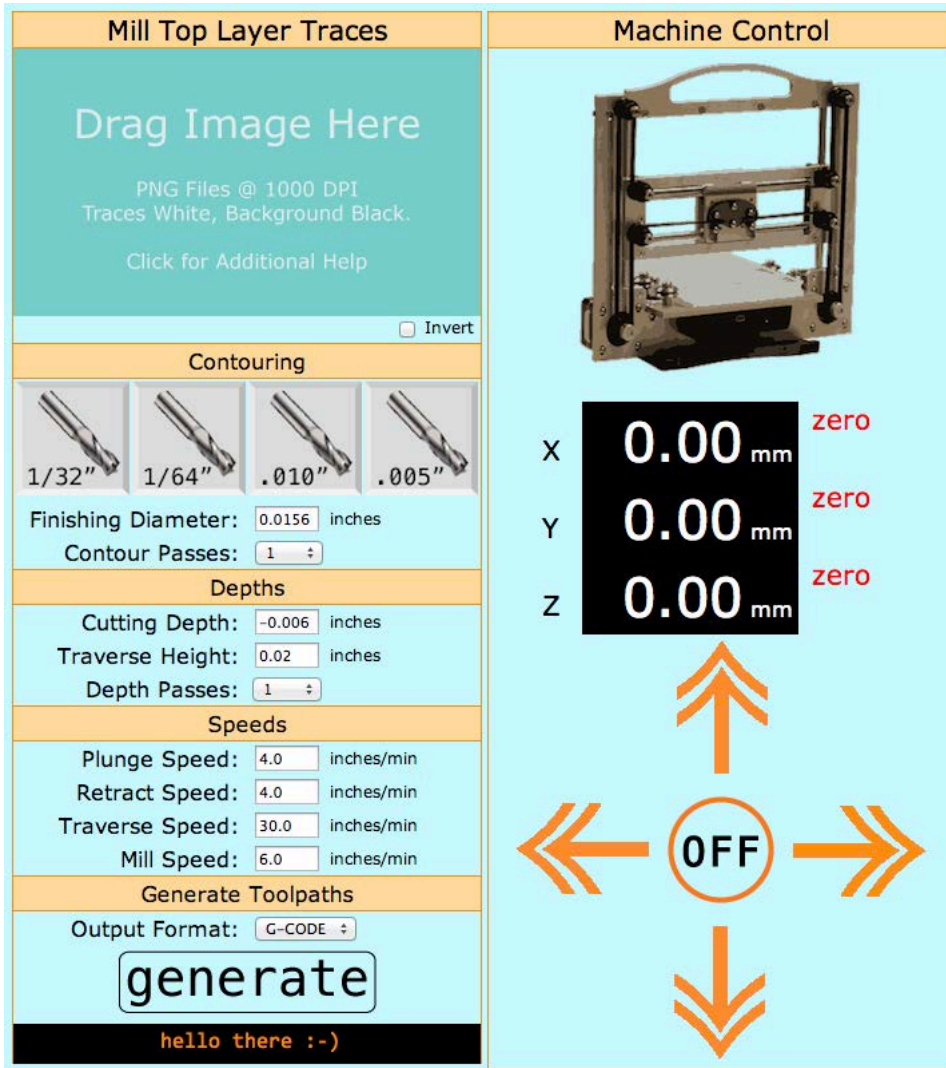 Mill Top Layer Traces
Drag Image Here
PNG Files @ 1000 DPI
Traces White, Background Black.
Click for Additional Help
Invert
Contouring
1/32” 1/64” .010” .005”
Finishing Diameter: 0.0156 inches
Contour Passes: 1
Depths
Cutting Depth: -0.006 inches
Traverse Height: 0.02 inches
Depth Passes: 1
Speeds
Plunge Speed: 4.0 inches/min
Retract Speed: 4.0 inches/min
Traverse Speed: 30.0 inches/min
Mill Speed: 6.0 inches/min
Generate Toolpaths
Output Format: G-CODE
generate
hello there :-)
Machine Control
X 0.00 mm zero
Y 0.00 mm zero
Z 0.00 mm zero
OFF